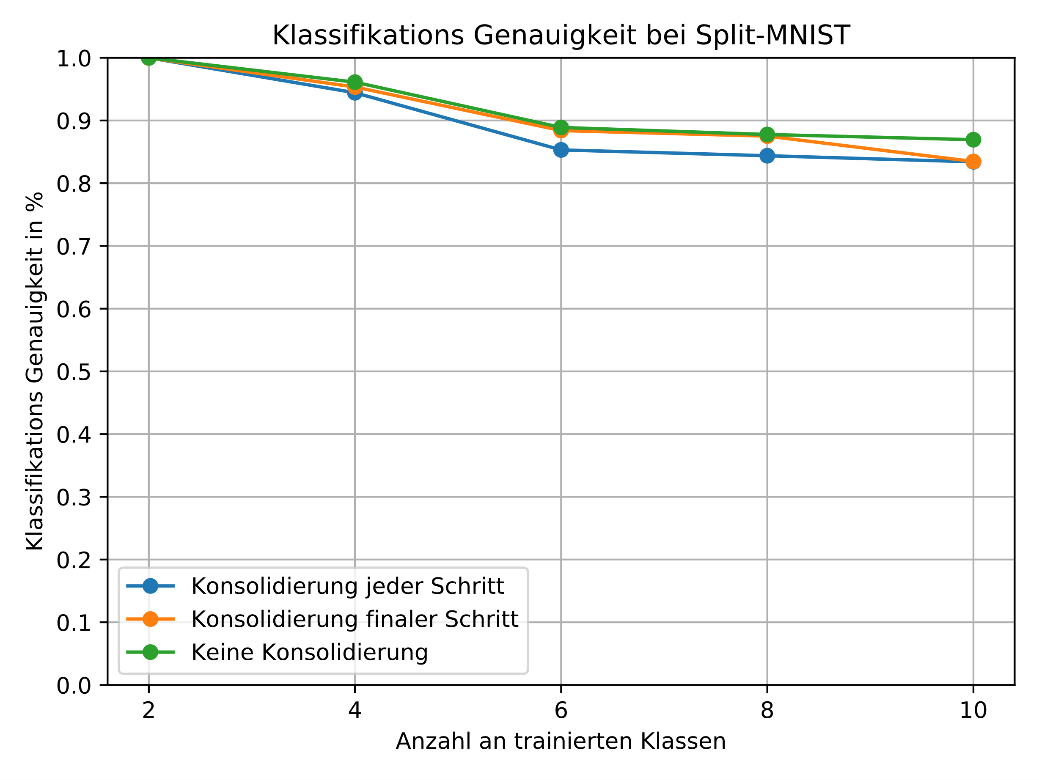 Klassifikations Genauigkeit bei Split-MNIST
Klassifikations Genauigkeit in %
1.0
0.9
0.8
0.7
0.6
0.5
0.4
0.3
0.2
0.1
0.0
Konsolidierung jeder Schritt
Konsolidierung finaler Schritt
Keine Konsolidierung
2 4 6 8 10
Anzahl an trainierten Klassen